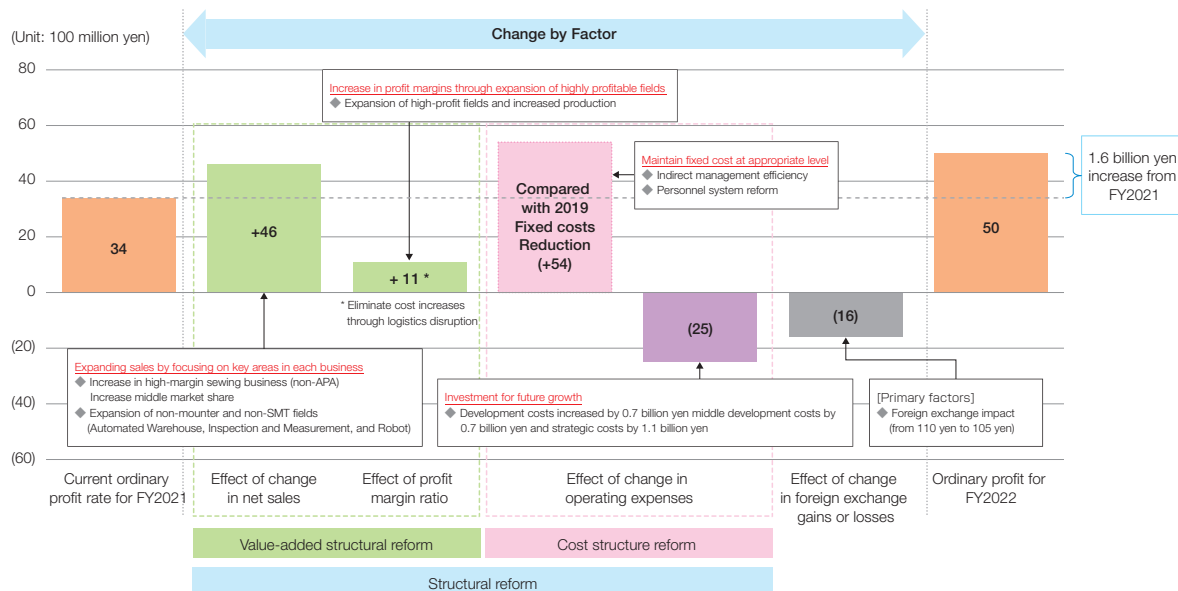 (Unit: 100 million yen)
Change by Factor
80
60
40
20
0
(20)
(40)
(60)
Increase in profit margins through expansion of highly profitable fields
◆ Expansion of high-profit fields and increased production
Maintain fixed cost at appropriate level
◆ Indirect management efficiency
◆ Personnel system reform
1.6 billion yen
increase from
FY2021
34
+46
+ 11 *
* Eliminate cost increases
through logistics disruption
Compared
with 2019
Fixed costs
Reduction
(+54)
(25)
(16)
50
Expanding sales by focusing on key areas in each business
◆ Increase in high-margin sewing business (non-APA)
Increase middle market share
◆ Expansion of non-mounter and non-SMT fields
(Automated Warehouse, Inspection and Measurement, and Robot)
Investment for future growth
◆ Development costs increased by 0.7 billion yen middle development costs by
0.7 billion yen and strategic costs by 1.1 billion yen
[Primary factors]
◆ Foreign exchange impact
(from 110 yen to 105 yen)
Current ordinary
profit rate for FY2021
Effect of change
in net sales
Effect of profit
margin ratio
Effect of change in
operating expenses
Effect of change
in foreign exchange
gains or losses
Ordinary profit for
FY2022
Value-added structural reform
Cost structure reform
Structural reform